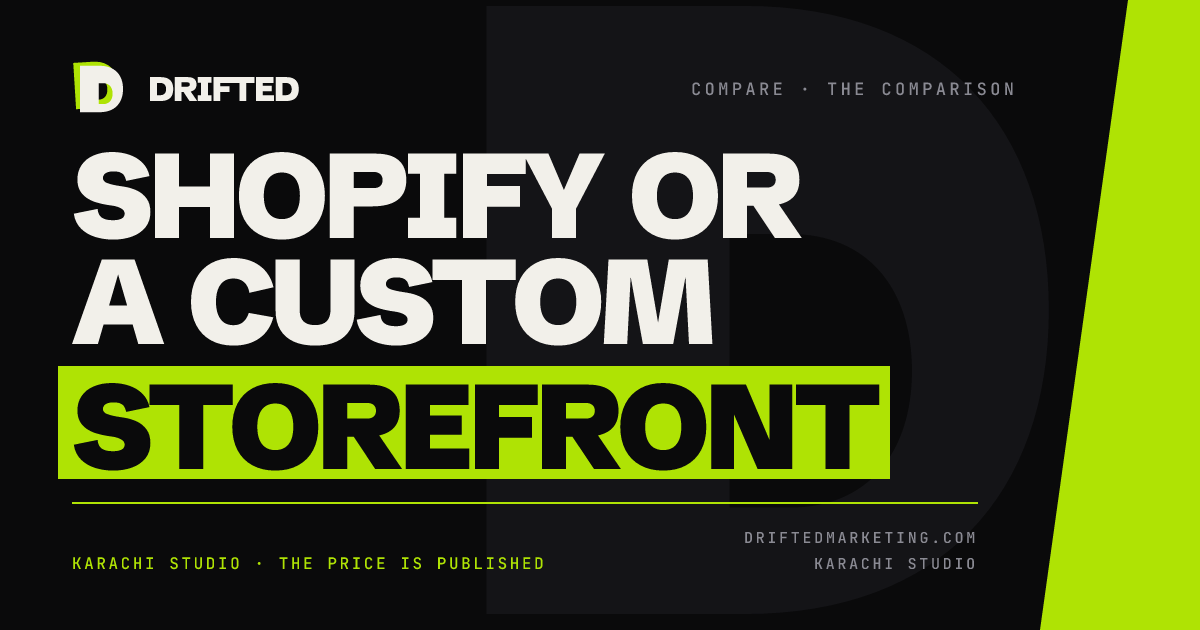 DRIFTED
COMPARE · THE COMPARISON
SHOPIFY OR
A CUSTOM
STOREFRONT
DRIFTEDMARKETING.COM
KARACHI STUDIO · THE PRICE IS PUBLISHED
KARACHI STUDIO